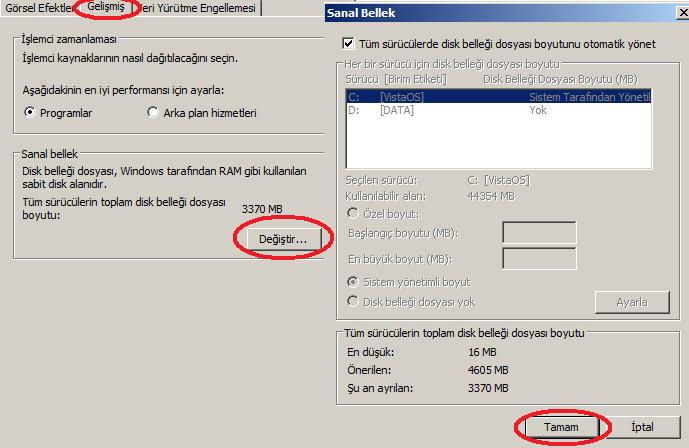 Görsel Efektler
Gelişmiş
Veri Yürütme Engellemesi
İşlemci zamanlaması
İşlemci kaynaklarının nasıl dağıtılacağını seçin.
Aşağıdakinin en iyi performansı için ayarla:
Programlar
Arka plan hizmetleri
Sanal bellek
Disk belleği dosyası, Windows tarafından RAM gibi kullanılan
sabit disk alanıdır.
Tüm sürücülerin toplam disk belleği dosyası
boyutu:
3370 MB
Değiştir...
Sanal Bellek
Tüm sürücülerde disk belleği dosyası boyutunu otomatik yönet
Her bir sürücü için disk belleği dosyası boyutu
Sürücü [Birim Etiketi] Disk Belleği Dosyası Boyutu (MB)
C: [VistaOS] Sistem Tarafından Yönetil
D: [DATA] Yok
Seçilen sürücü: C: [VistaOS]
Kullanılabilir alan: 44354 MB
Özel boyut:
Başlangıç boyutu (MB):
En büyük boyut (MB):
Sistem yönetimli boyut
Disk belleği dosyası yok
Ayarla
Tüm sürücülerin toplam disk belleği dosyası boyutu
En düşük: 16 MB
Önerilen: 4605 MB
Şu an ayrılan: 3370 MB
Tamam
İptal